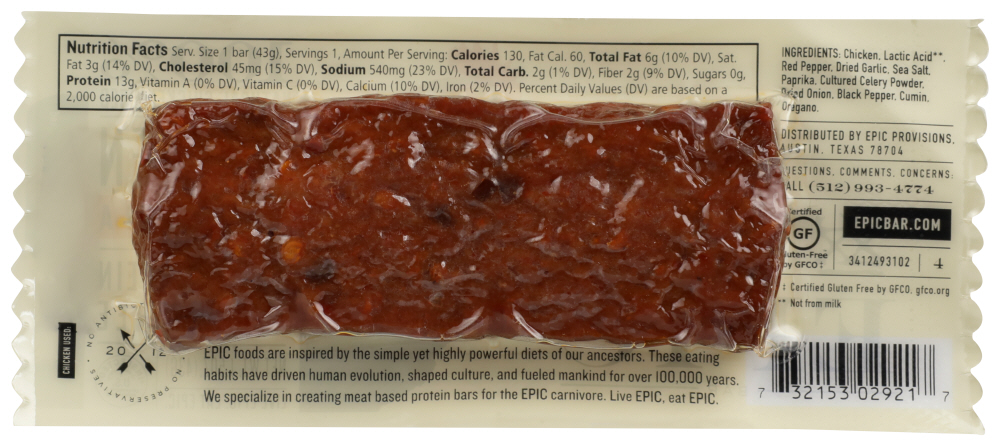 Nutrition Facts Serv. Size 1 bar (43g), Servings 1, Amount Per Serving: Calories 130, Fat Cal. 60, Total Fat 6g (10% DV), Sat.
Fat 3g (14% DV), Cholesterol 45mg (15% DV), Sodium 540mg (23% DV), Total Carb. 2g (1% DV), Fiber 2g (9% DV), Sugars 0g,
Protein 13g, Vitamin A (0% DV), Vitamin C (0% DV), Calcium (10% DV), Iron (2% DV). Percent Daily Values (DV) are based on a
2,000 calorie diet.
INGREDIENTS: Chicken, Lactic Acid**,
Red Pepper, Dried Garlic, Sea Salt,
Paprika, Cultured Celery Powder,
Dried Onion, Black Pepper, Cumin,
Oregano.
DISTRIBUTED BY EPIC PROVISIONS,
AUSTIN, TEXAS 78704
QUESTIONS, COMMENTS, CONCERNS:
CALL (512) 993-4774
Certified
GF
Gluten-Free
by GFCO‡
EPICBAR.COM
3412493102 | 4
‡ Certified Gluten Free by GFCO. gfco.org
** Not from milk
CHICKEN USED:
NO ANTIB
2012
NO PRESERVATIVES
EPIC foods are inspired by the simple yet highly powerful diets of our ancestors. These eating
habits have driven human evolution, shaped culture, and fueled mankind for over 100,000 years.
We specialize in creating meat based protein bars for the EPIC carnivore. Live EPIC, eat EPIC.
7 32153 02921 7